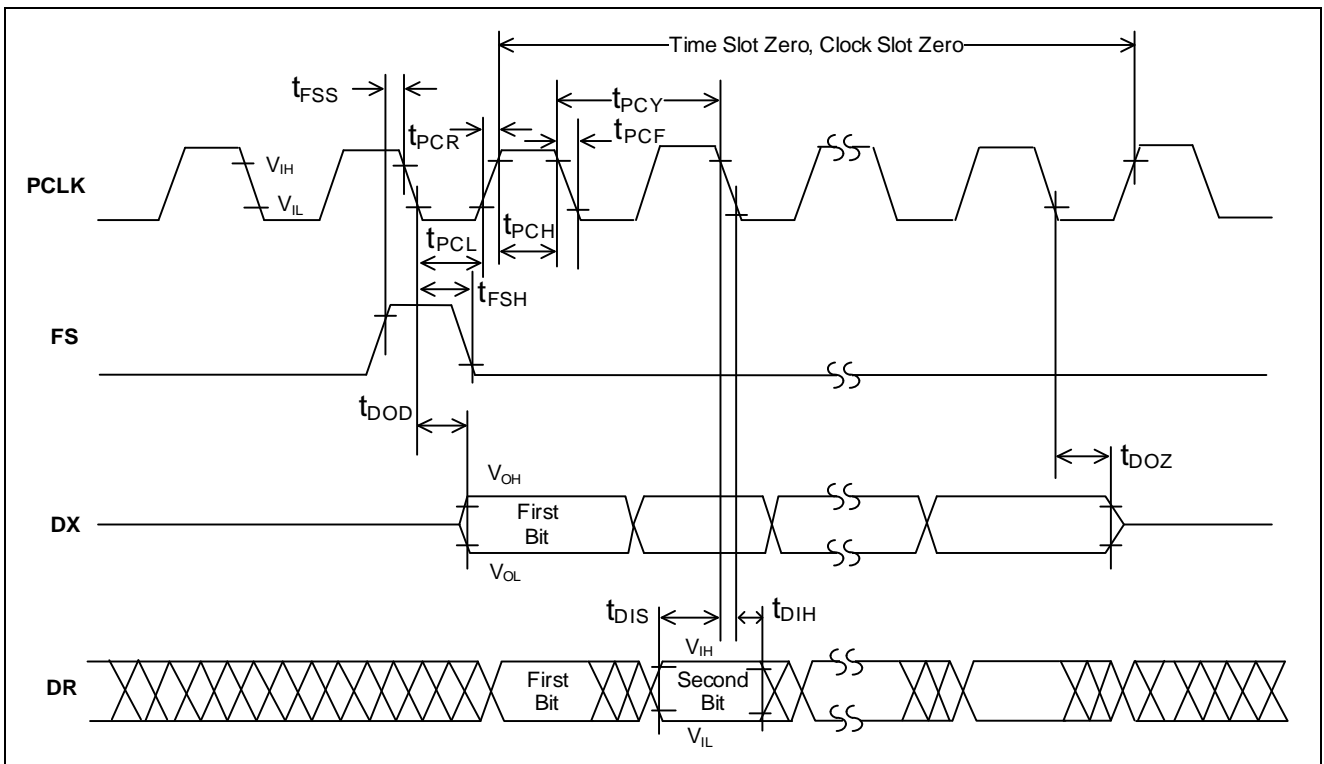 Time Slot Zero, Clock Slot Zero
tFSS
tPCY
tPCR
tPCF
PCLK
VIH
VIL
tPCL
tPCH
tFSH
FS
tDOD
tDOZ
VOH
DX
First
Bit
VOL
tDIS
tDIH
VIH
DR
First
Bit
Second
Bit
VIL